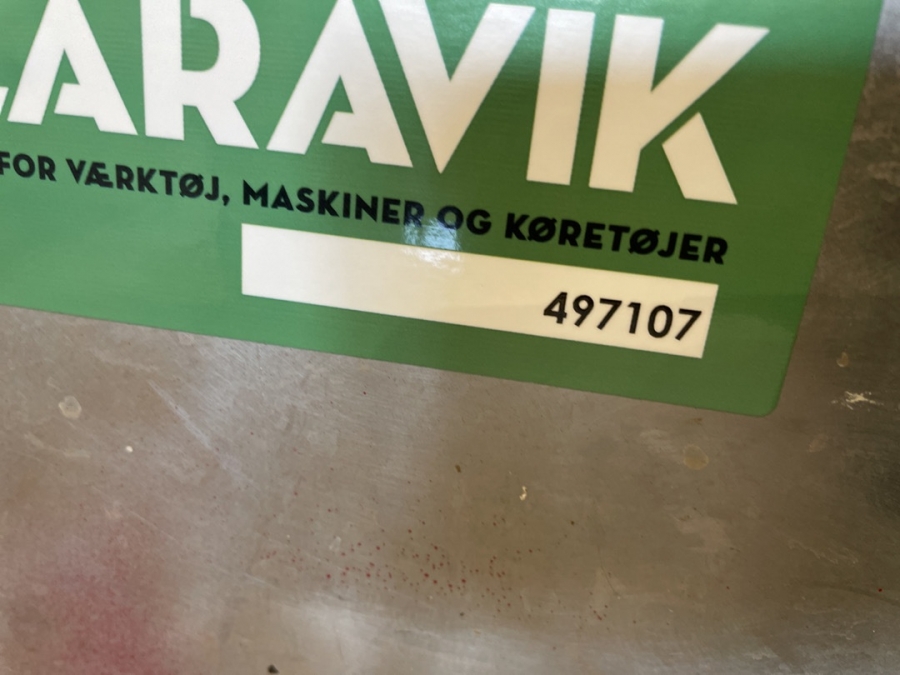 LARAVIK
FOR VÆRKTØJ, MASKINER OG KØRETØJER
497107